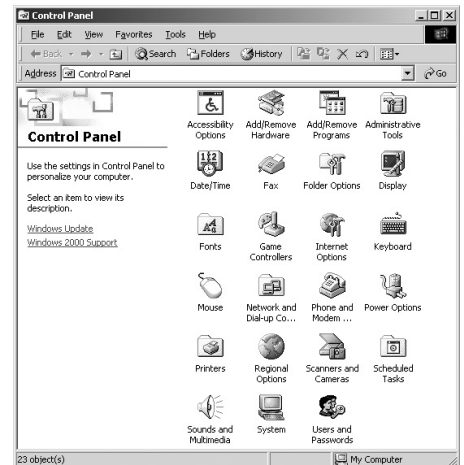 Control Panel
File Edit View Favorites Tools Help
Back Search Folders History
Address Control Panel Go
Control Panel
Use the settings in Control Panel to
personalize your computer.
Select an item to view its
description.
Windows Update
Windows 2000 Support
Accessibility
Options
Add/Remove
Hardware
Add/Remove
Programs
Administrative
Tools
Date/Time
Fax
Folder Options
Display
Fonts
Game
Controllers
Internet
Options
Keyboard
Mouse
Network and
Dial-up Co...
Phone and
Modem ...
Power Options
Printers
Regional
Options
Scanners and
Cameras
Scheduled
Tasks
Sounds and
Multimedia
System
Users and
Passwords
23 object(s) My Computer